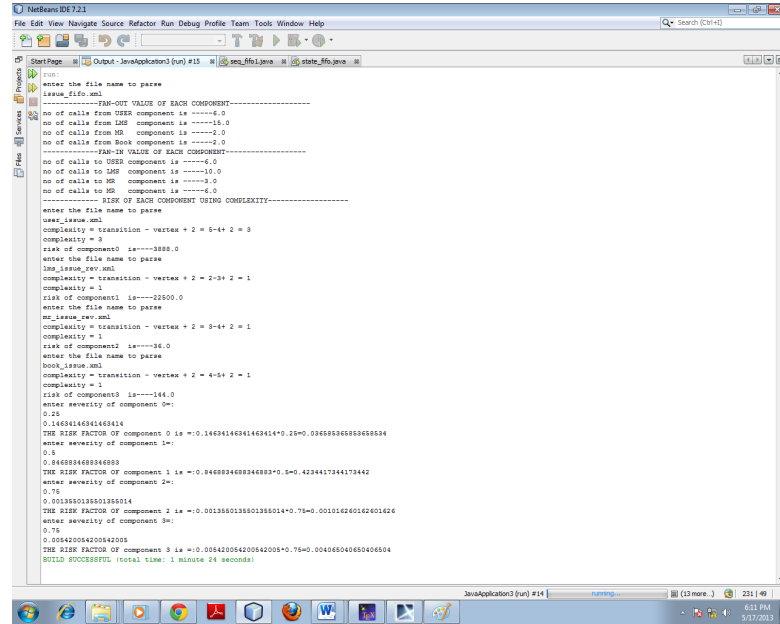 NetBeans IDE 7.2.1
File Edit View Navigate Source Refactor Run Debug Profile Team Tools Window Help
Search (Ctrl+I)
Start Page Output - JavaApplication3 (run) #15 seq_fifo1.java state_fifo.java
Projects
Services
Files
run:
enter the file name to parse
issue_fifo.xml
-------------FAN-OUT VALUE OF EACH COMPONENT-------------------
no of calls from USER component is -----6.0
no of calls from LMS  component is -----15.0
no of calls from MR   component is -----2.0
no of calls from Book component is -----2.0
-------------FAN-IN VALUE OF EACH COMPONENT-------------------
no of calls to USER component is -----6.0
no of calls to LMS  component is -----10.0
no of calls to MR   component is -----3.0
no of calls to MR   component is -----6.0
------------- RISK OF EACH COMPONENT USING COMPLEXITY-------------------
enter the file name to parse
user_issue.xml
complexity = transition - vertex + 2 = 5-4+ 2 = 3
complexity = 3
risk of component0  is----3888.0
enter the file name to parse
lms_issue_rev.xml
complexity = transition - vertex + 2 = 2-3+ 2 = 1
complexity = 1
risk of component1  is----22500.0
enter the file name to parse
mr_issue_rev.xml
complexity = transition - vertex + 2 = 3-4+ 2 = 1
complexity = 1
risk of component2  is----36.0
enter the file name to parse
book_issue.xml
complexity = transition - vertex + 2 = 4-5+ 2 = 1
complexity = 1
risk of component3  is----144.0
enter severity of component 0=:
0.25
0.14634146341463414
THE RISK FACTOR OF component 0 is =:0.14634146341463414*0.25=0.036585365853658534
enter severity of component 1=:
0.5
0.8468834688346883
THE RISK FACTOR OF component 1 is =:0.8468834688346883*0.5=0.4234417344173442
enter severity of component 2=:
0.75
0.0013550135501355014
THE RISK FACTOR OF component 2 is =:0.0013550135501355014*0.75=0.001016260162601626
enter severity of component 3=:
0.75
0.005420054200542005
THE RISK FACTOR OF component 3 is =:0.005420054200542005*0.75=0.004065040650406504
BUILD SUCCESSFUL (total time: 1 minute 24 seconds)
JavaApplication3 (run) #14 running... (13 more...) 231 | 49
6:11 PM
5/17/2013